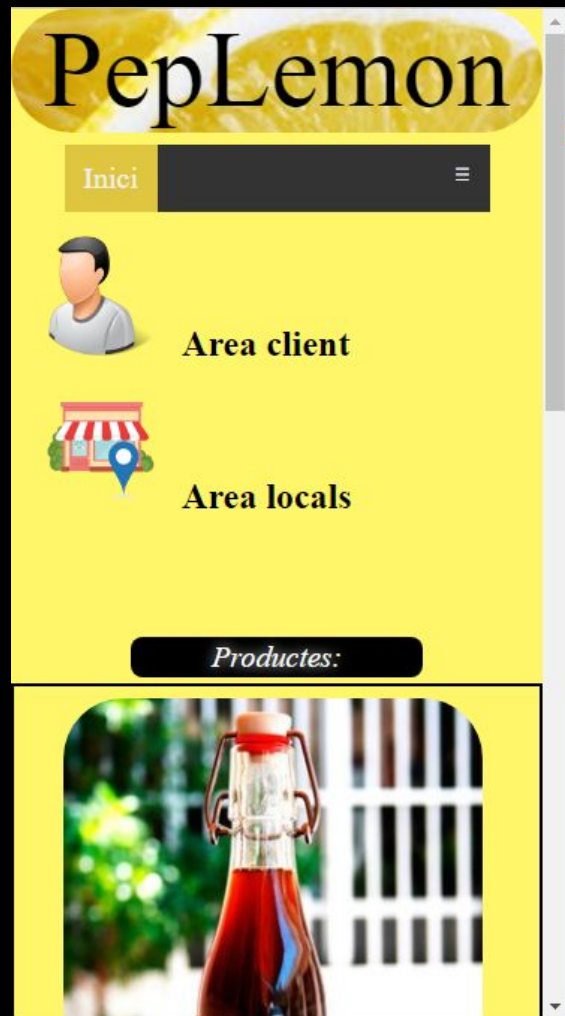 PepLemon
Inici ☰
Area client
Area locals
Productes: